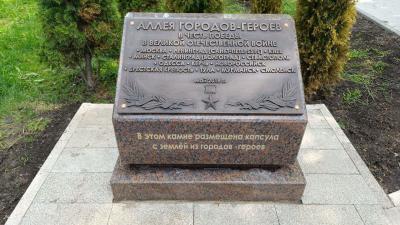 АЛЛЕЯ ГОРОДОВ-ГЕРОЕВ
В ЧЕСТЬ ПОБЕДЫ
В ВЕЛИКОЙ ОТЕЧЕСТВЕННОЙ ВОЙНЕ
• МОСКВА • ЛЕНИНГРАД (САНКТ-ПЕТЕРБУРГ) • КИЕВ
• МИНСК • СТАЛИНГРАД (ВОЛГОГРАД) • СЕВАСТОПОЛЬ
• ОДЕССА • КЕРЧЬ • НОВОРОССИЙСК
• БРЕСТСКАЯ КРЕПОСТЬ • ТУЛА • МУРМАНСК • СМОЛЕНСК
В этом камне размещена капсула
с землёй из городов -героев